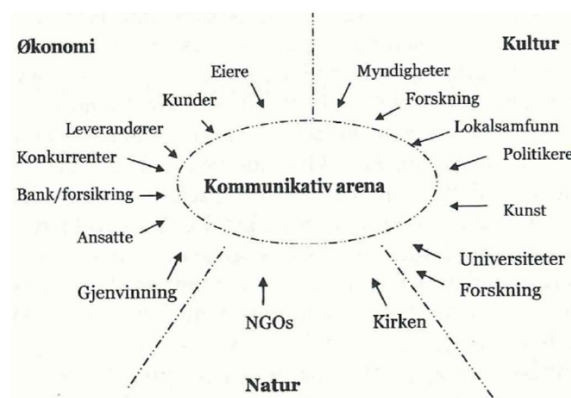 Økonomi
Kultur
Eiere
Myndigheter
Kunder
Forskning
Leverandører
Lokalsamfunn
Konkurrenter
Politikere
Bank/forsikring
Kommunikativ arena
Kunst
Ansatte
Universiteter
Gjenvinning
Forskning
NGOs
Kirken
Natur